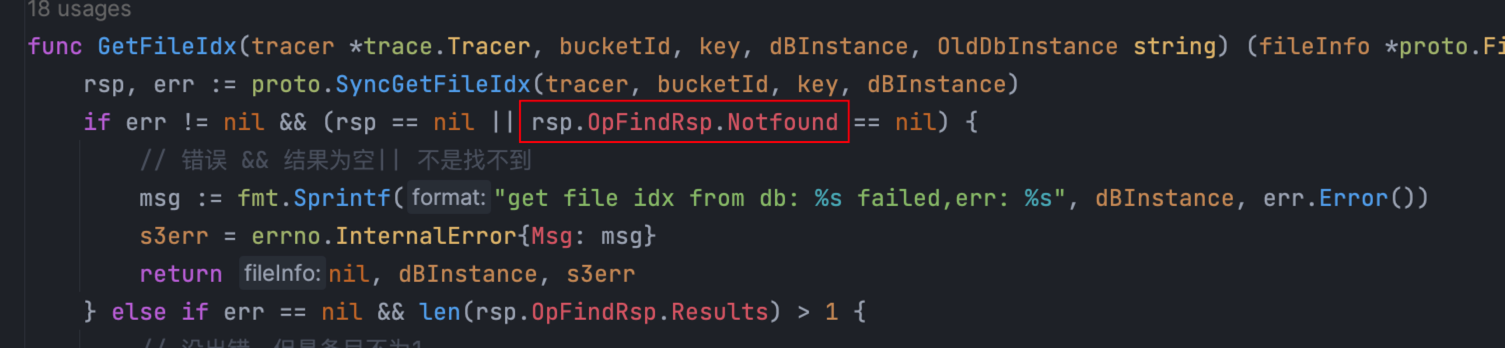 18 usages
func GetFileIdx(tracer *trace.Tracer, bucketId, key, dBInstance, OldDbInstance string) (fileInfo *proto.Fi
rsp, err := proto.SyncGetFileIdx(tracer, bucketId, key, dBInstance)
if err != nil && (rsp == nil || rsp.OpFindRsp.Notfound == nil) {
// 错误 && 结果为空|| 不是找不到
msg := fmt.Sprintf( format: "get file idx from db: %s failed,err: %s", dBInstance, err.Error())
s3err = errno.InternalError{Msg: msg}
return fileInfo: nil, dBInstance, s3err
} else if err == nil && len(rsp.OpFindRsp.Results) > 1 {